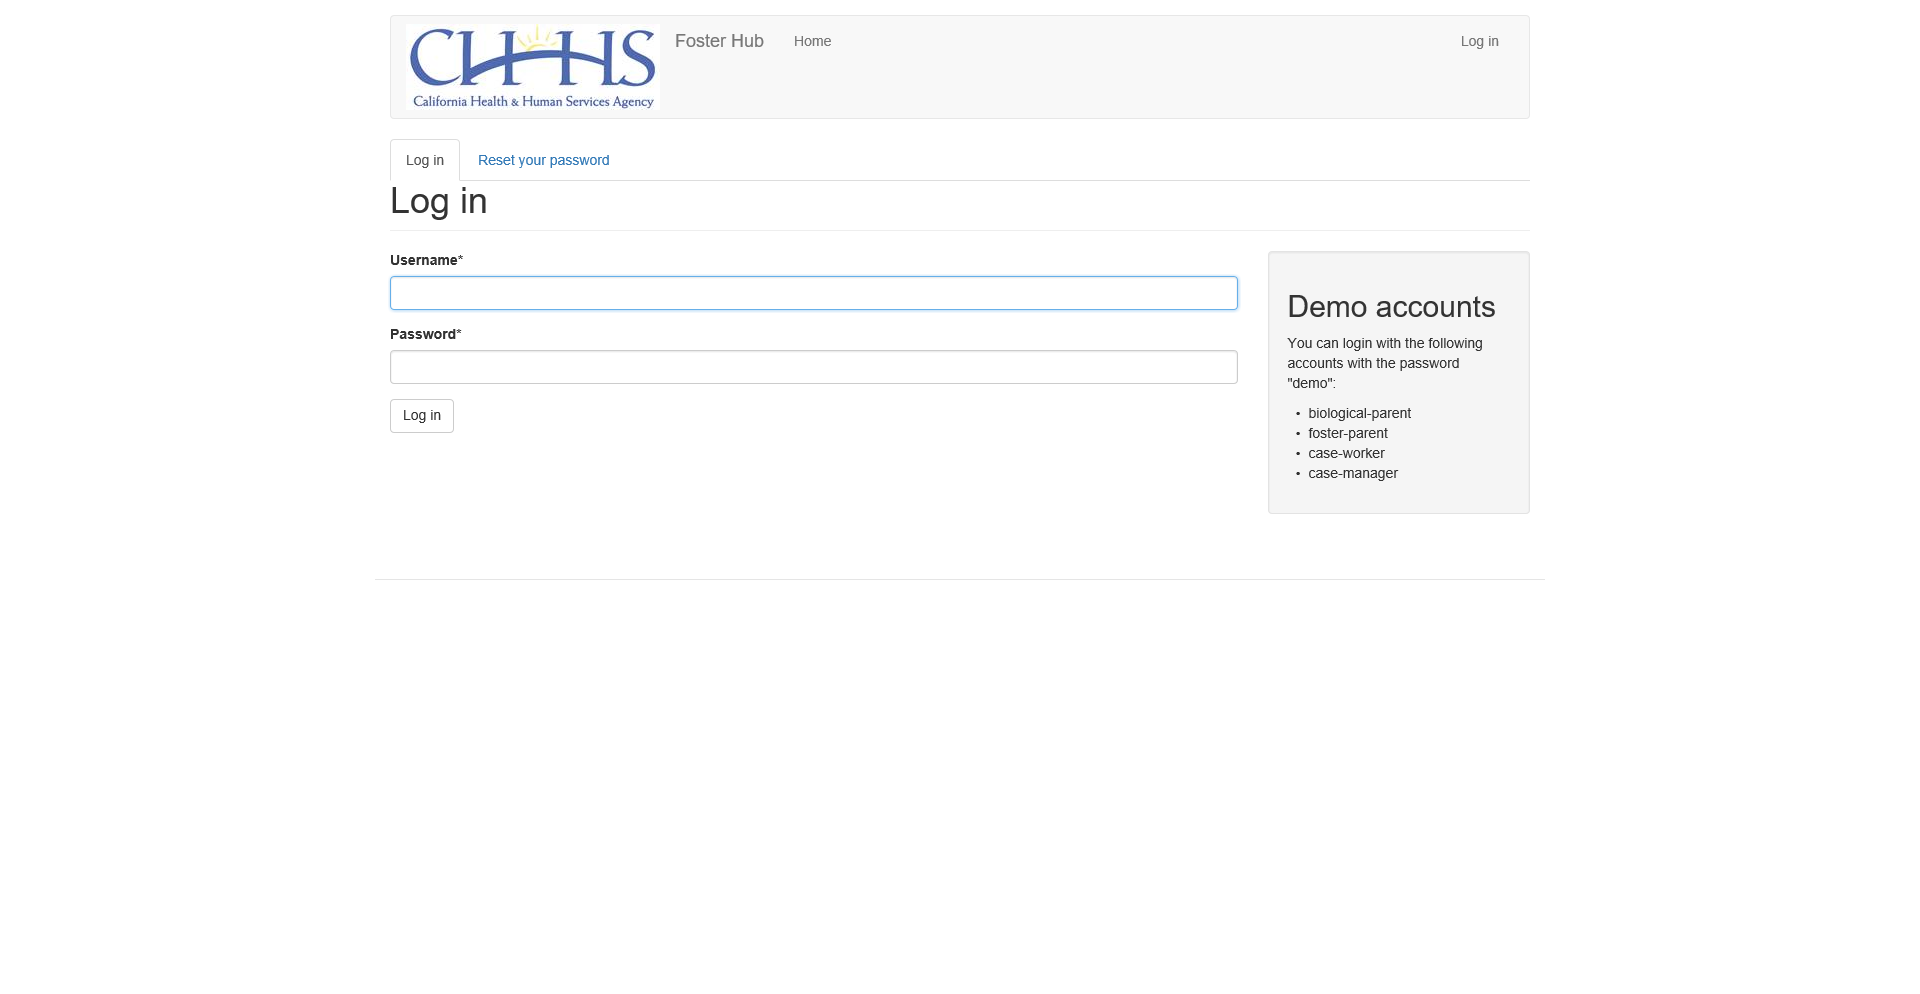 CHHS
California Health & Human Services Agency
Foster Hub
Home
Log in
Log in
Reset your password
Log in
Username*
Password*
Log in
Demo accounts
You can login with the following
accounts with the password
"demo":
• biological-parent
• foster-parent
• case-worker
• case-manager